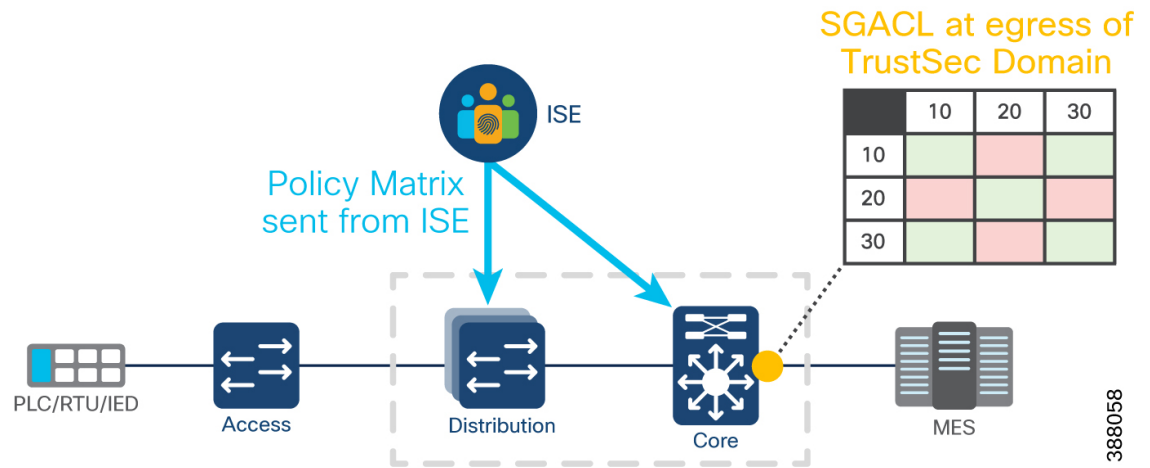 SGACL at egress of
TrustSec Domain
ISE
10 20 30
10
20
30
Policy Matrix
sent from ISE
PLC/RTU/IED
Access
Distribution
Core
MES
388058